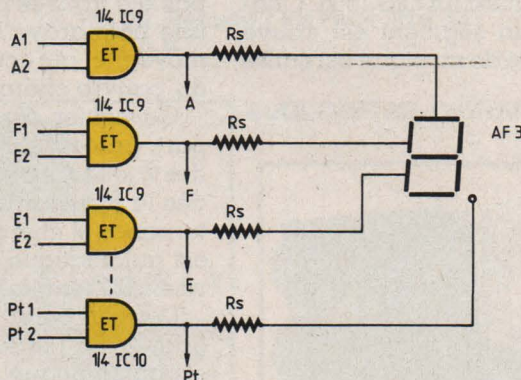 1/4 IC9
A1
A2
ET
Rs
A
1/4 IC9
F1
F2
ET
Rs
F
AF 3
1/4 IC9
E1
E2
ET
Rs
E
Pt 1
Pt 2
ET
Rs
1/4 IC10
Pt